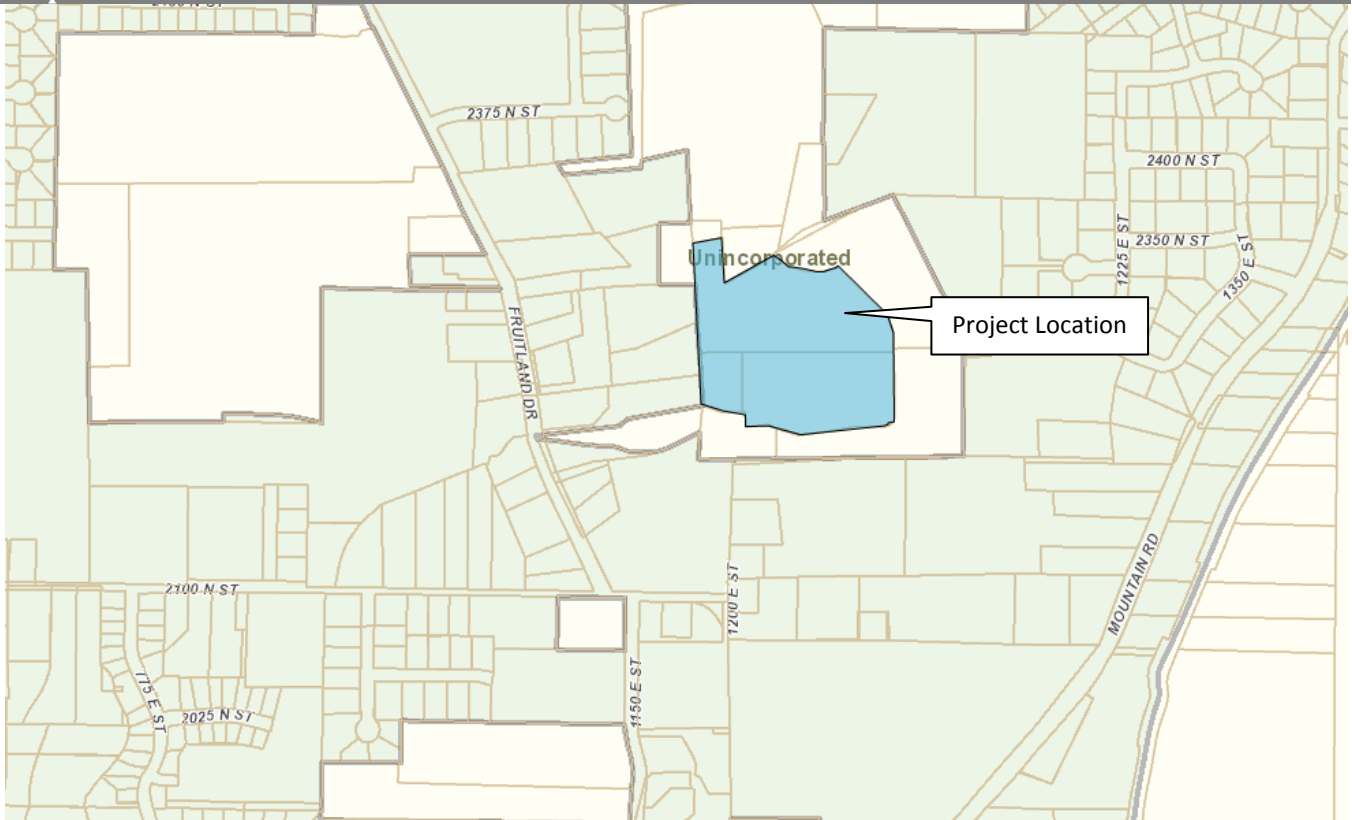 2375 N ST
2400 N ST
Unincorporated
1225 E ST
2350 N ST
1350 E ST
Project Location
FRUITLAND DR
2100 N ST
1200 E ST
MOUNTAIN RD
775 E ST
2025 N ST
1150 E ST